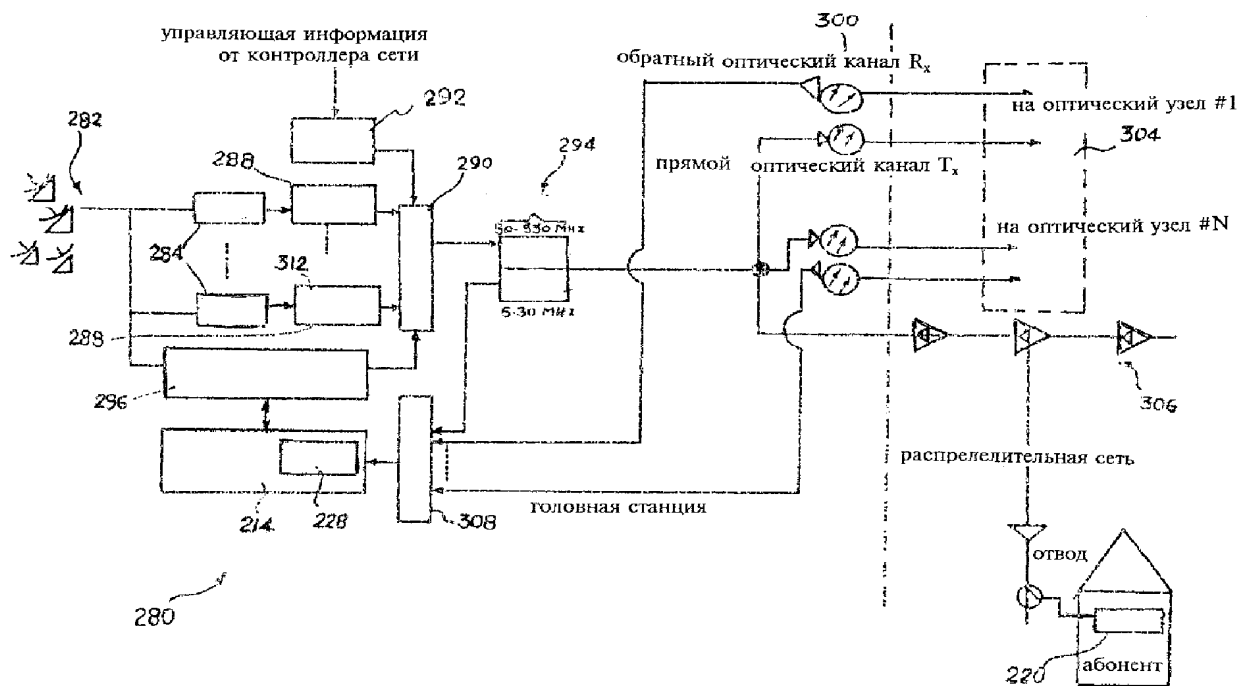 управляющая информация
от контроллера сети
300
обратный оптический канал Rx
282
292
288
290
294
на оптический узел #1
304
прямой оптический канал Tx
50-550 MHz
на оптический узел #N
284
312
5-30 MHz
288
296
306
распрелелительная сеть
214
228
308
головная станция
отвод
280
220
абонент